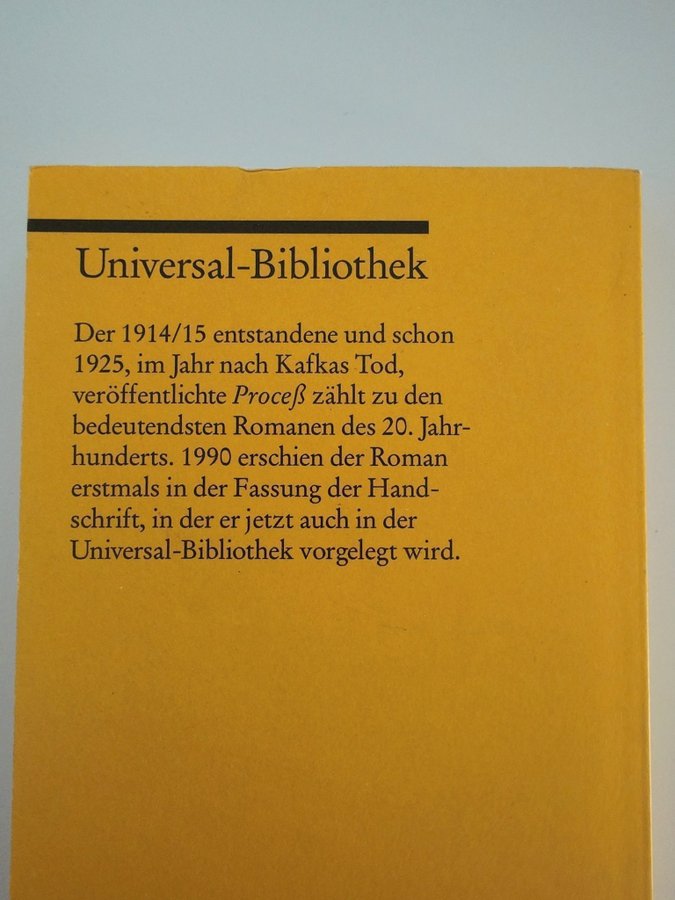 Universal-Bibliothek
Der 1914/15 entstandene und schon
1925, im Jahr nach Kafkas Tod,
veröffentlichte Proceß zählt zu den
bedeutendsten Romanen des 20. Jahr-
hunderts. 1990 erschien der Roman
erstmals in der Fassung der Hand-
schrift, in der er jetzt auch in der
Universal-Bibliothek vorgelegt wird.